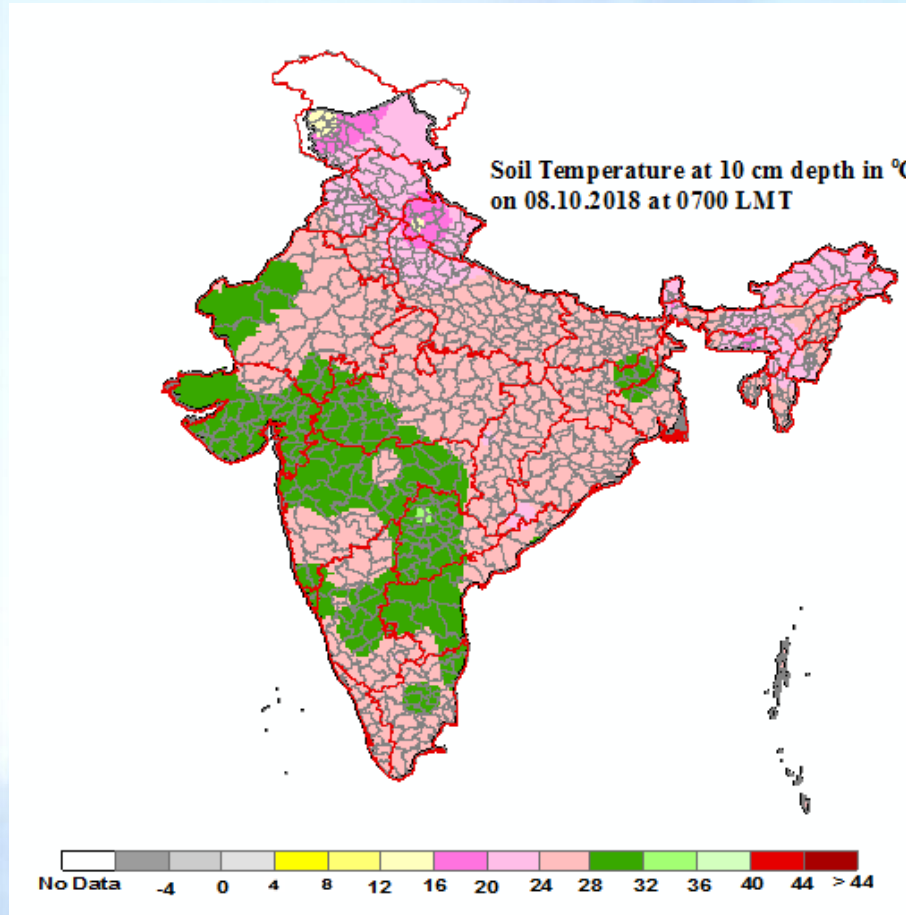 Soil Temperature at 10 cm depth in °C
on 08.10.2018 at 0700 LMT
No Data -4 0 4 8 12 16 20 24 28 32 36 40 44 > 44